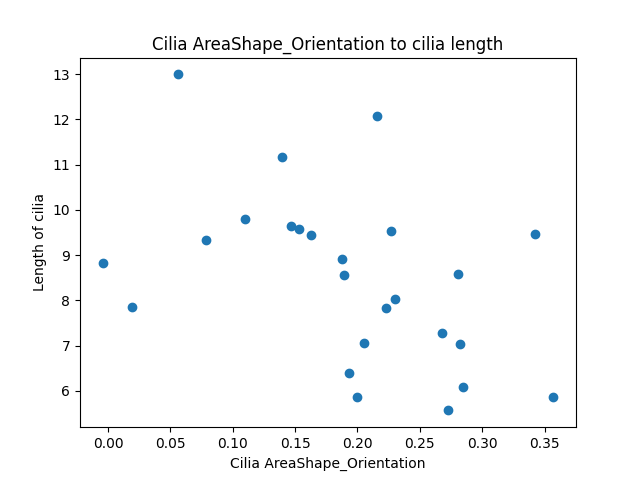 Cilia AreaShape_Orientation to cilia length
13
12
11
10
9
8
7
6
Length of cilia
0.00 0.05 0.10 0.15 0.20 0.25 0.30 0.35
Cilia AreaShape_Orientation